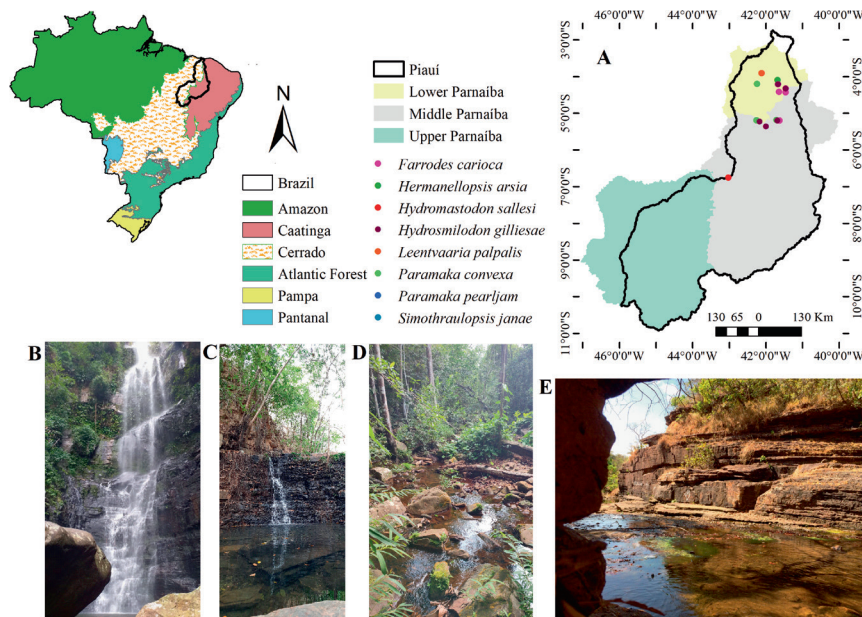 N
Brazil
Amazon
Caatinga
Cerrado
Atlantic Forest
Pampa
Pantanal
Piauí
Lower Parnaíba
Middle Parnaíba
Upper Parnaíba
Farrodes carioca
Hermanellopsis arsia
Hydromastodon sallesi
Hydrosmilodon gilliesae
Leentvaaria palpalis
Paramaka convexa
Paramaka pearljam
Simothraulopsis janae
A
46°0'0"S 44°0'0"S 42°0'0"S 40°0'0"S
3°0'0"S
4°0'0"S
5°0'0"S
6°0'0"S
7°0'0"S
8°0'0"S
9°0'0"S
10°0'0"S
11°0'0"S
46°0'0"S 44°0'0"S 42°0'0"S 40°0'0"S
130 65 0 130 Km
B
C
D
E